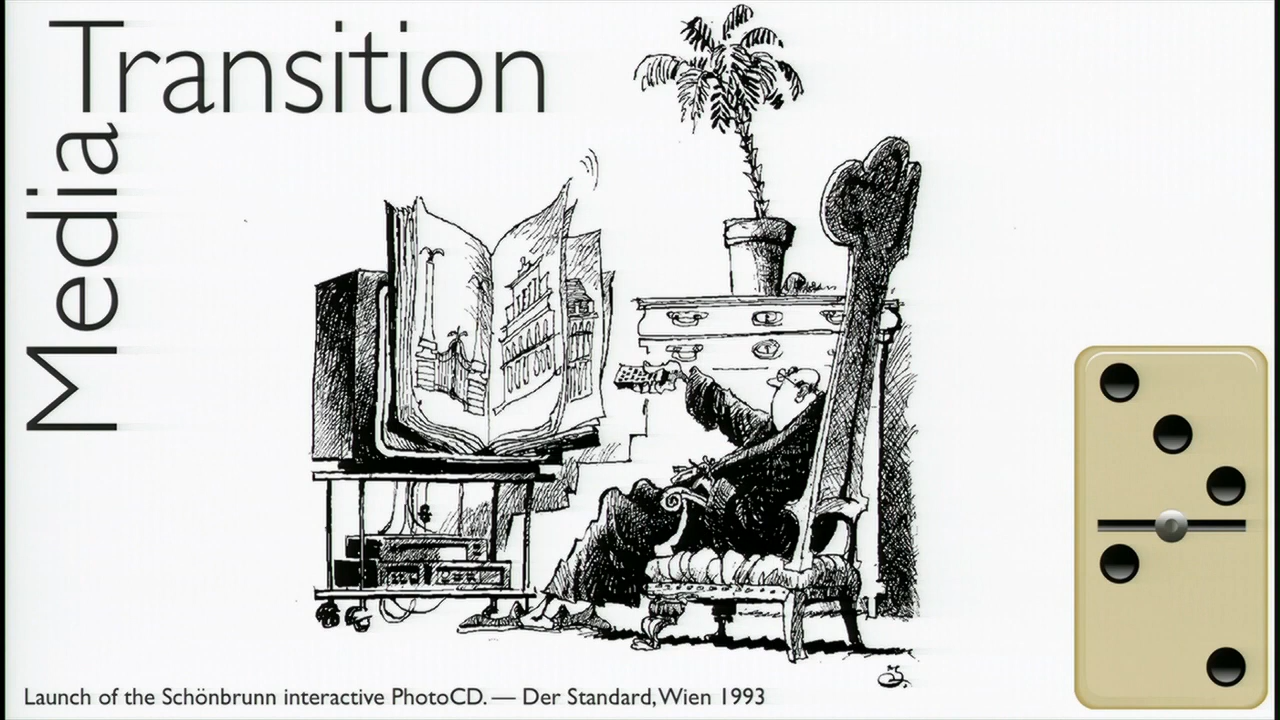 Transition
Media
Launch of the Schönbrunn interactive PhotoCD. — Der Standard, Wien 1993